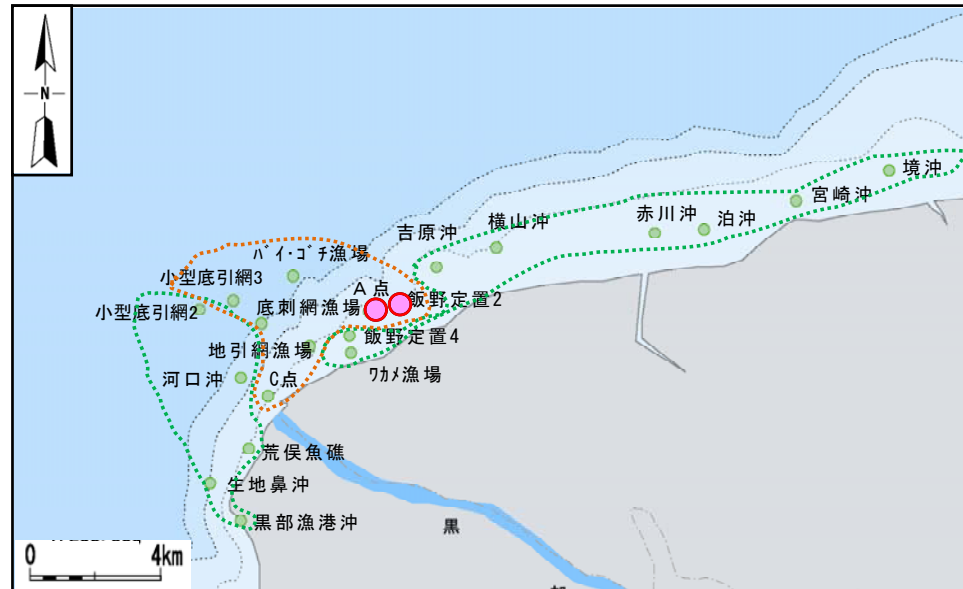 N
境沖
宮崎沖
赤川沖
泊沖
横山沖
吉原沖
バイ・ゴチ漁場
小型底引網3
A点
小型底引網2
底刺網漁場
飯野定置2
飯野定置4
地引網漁場
ワカメ漁場
河口沖
C点
荒俣魚礁
生地鼻沖
黒部漁港沖
黒
0
4km